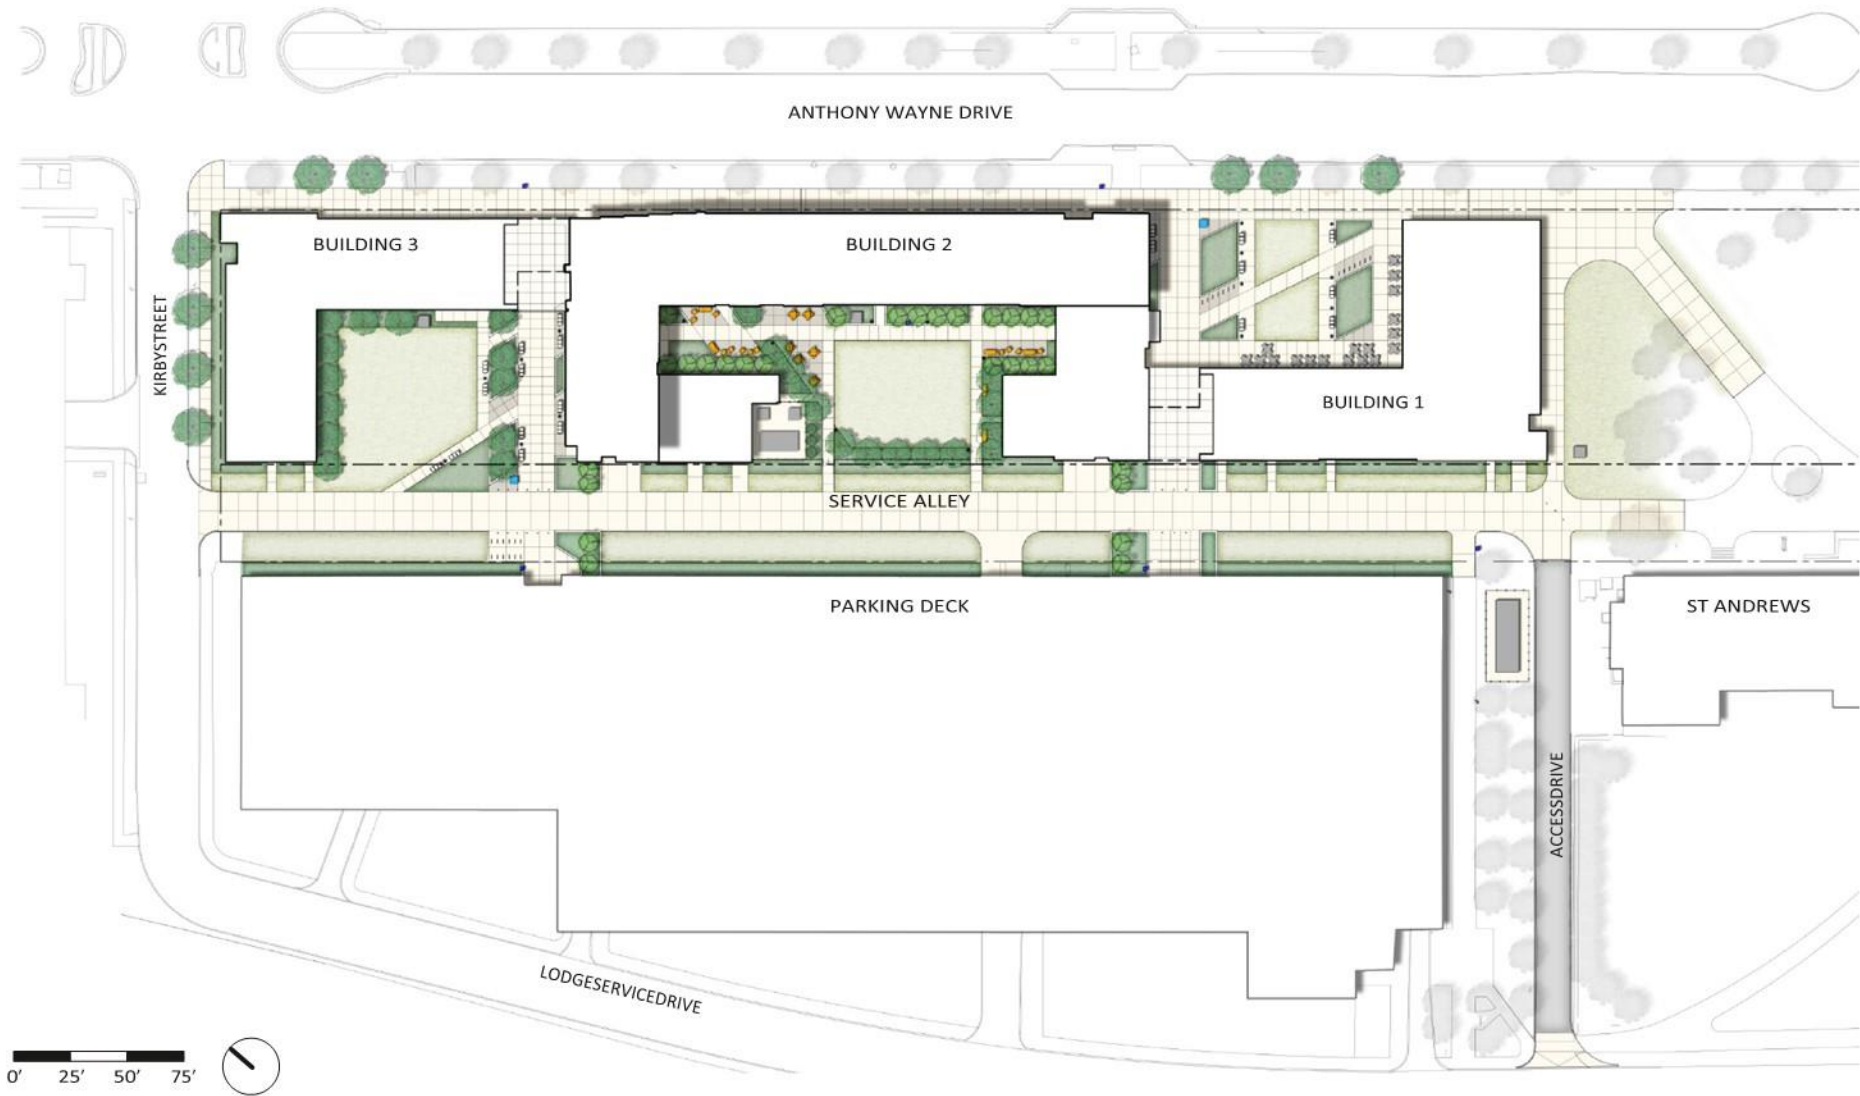 ANTHONY WAYNE DRIVE
BUILDING 3
BUILDING 2
KIRBYSTREET
BUILDING 1
SERVICE ALLEY
PARKING DECK
ST ANDREWS
ACCESSDRIVE
LODGESERVICEDRIVE
0’ 25’ 50’ 75’